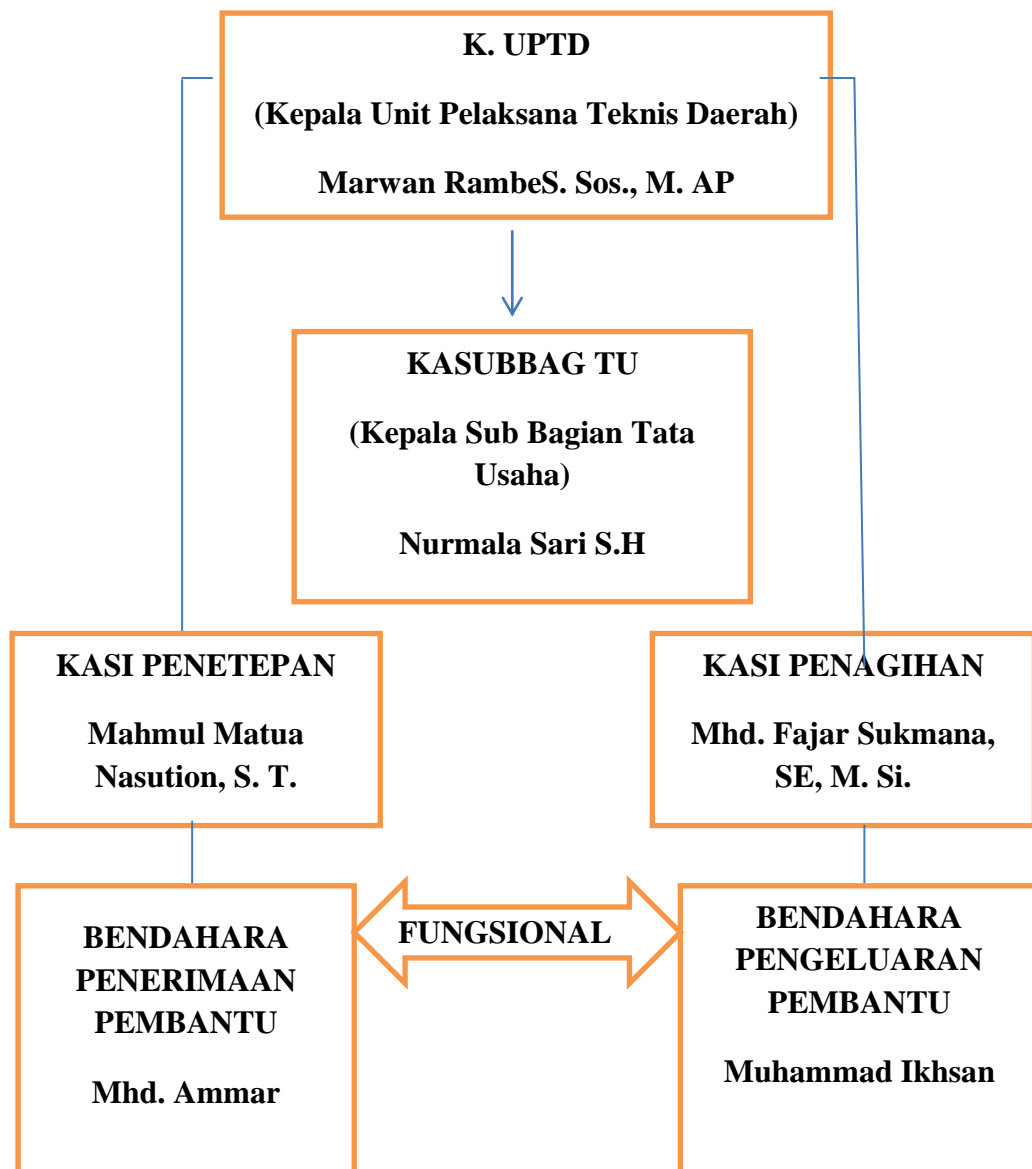 K. UPTD
(Kepala Unit Pelaksana Teknis Daerah)
Marwan RambeS. Sos., M. AP
KASUBBAG TU
(Kepala Sub Bagian Tata
Usaha)
Nurmala Sari S.H
KASI PENETEPAN
Mahmul Matua
Nasution, S. T.
KASI PENAGIHAN
Mhd. Fajar Sukmana,
SE, M. Si.
BENDAHARA
PENERIMAAN
PEMBANTU
Mhd. Ammar
FUNGSIONAL
BENDAHARA
PENGELUARAN
PEMBANTU
Muhammad Ikhsan